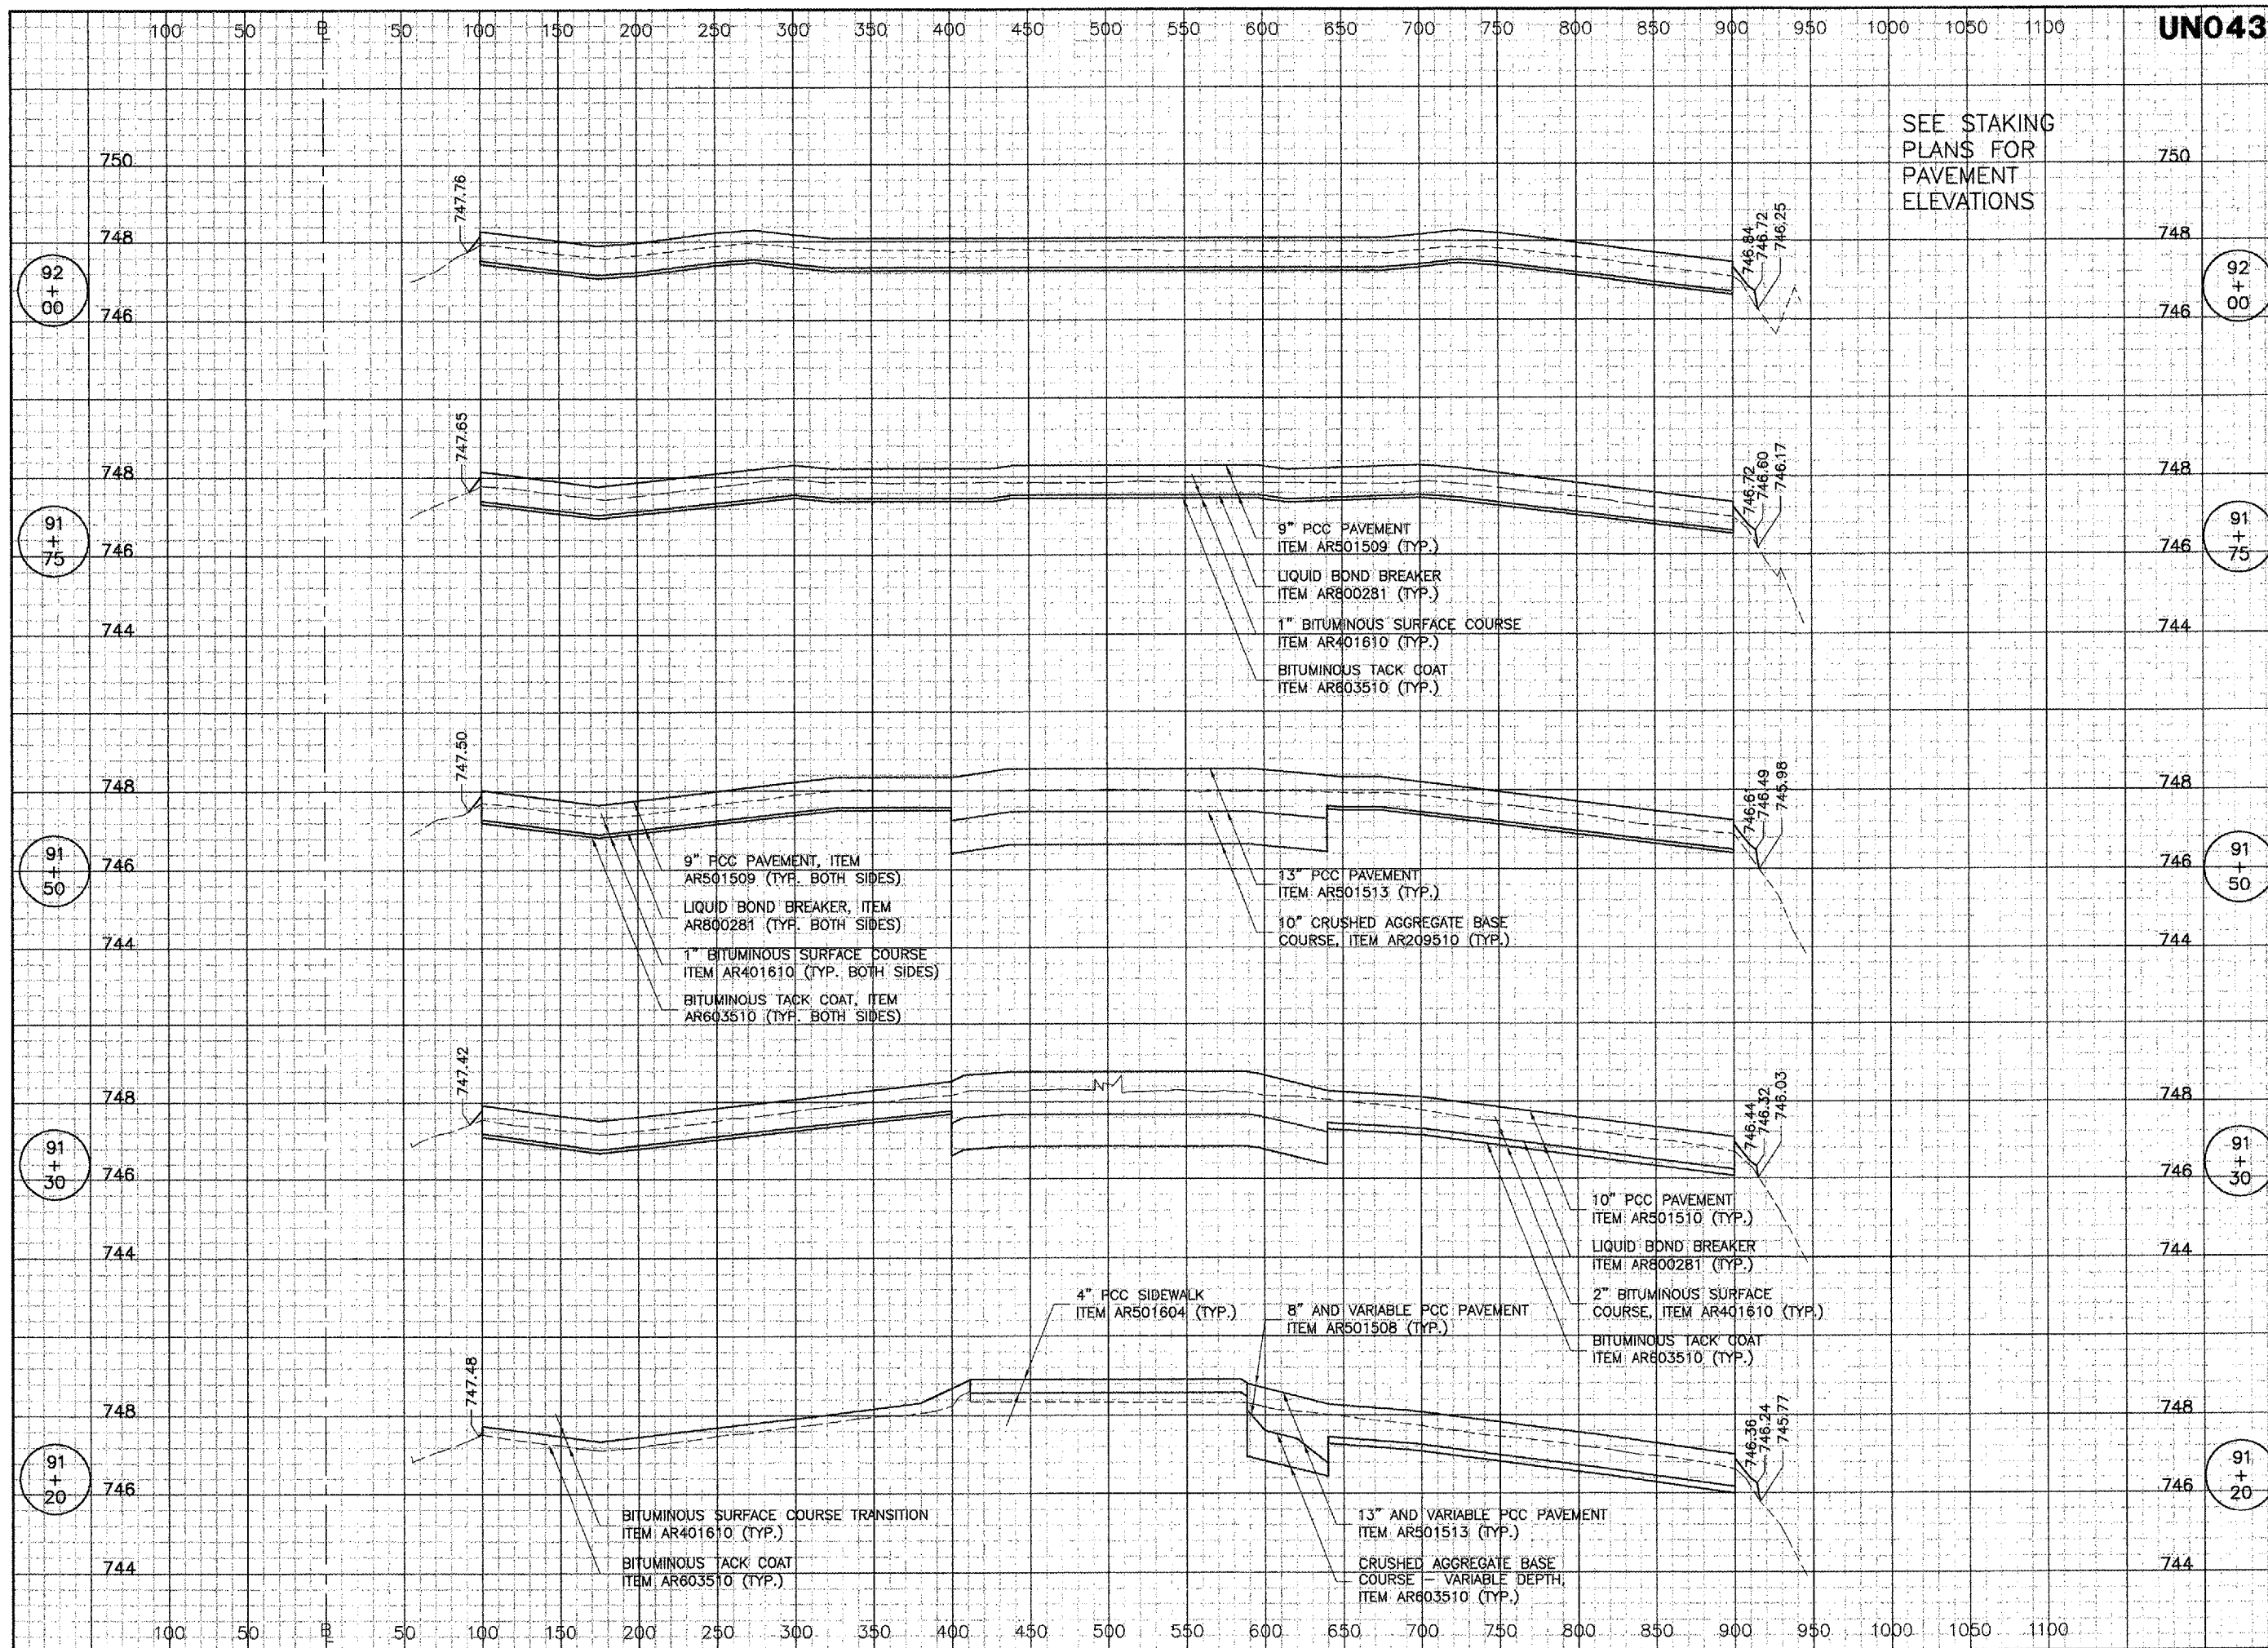 100 50 B 50 100 150 200 250 300 350 400 450 500 550 600 650 700 750 800 850 900 950 1000 1050 1100
UN043
SEE STAKING
PLANS FOR
PAVEMENT
ELEVATIONS
750 750
747.76
748 748
746.84
746.72
746.25
92
+
00
92
+
00
746 746
747.65
748 748
746.72
746.60
746.17
91
+
75
91
+
75
9" PCC PAVEMENT
ITEM AR501509 (TYP.)
746 746
LIQUID BOND BREAKER
ITEM AR800281 (TYP.)
1" BITUMINOUS SURFACE COURSE
ITEM AR401610 (TYP.)
744 744
BITUMINOUS TACK COAT
ITEM AR603510 (TYP.)
747.50
748 748
746.61
746.49
745.98
91
+
50
91
+
50
746 746
9" PCC PAVEMENT, ITEM
AR501509 (TYP. BOTH SIDES)
LIQUID BOND BREAKER, ITEM
AR800281 (TYP. BOTH SIDES)
1" BITUMINOUS SURFACE COURSE
ITEM AR401610 (TYP. BOTH SIDES)
BITUMINOUS TACK COAT, ITEM
AR603510 (TYP. BOTH SIDES)
13" PCC PAVEMENT
ITEM AR501513 (TYP.)
10" CRUSHED AGGREGATE BASE
COURSE, ITEM AR209510 (TYP.)
744 744
747.42
748 748
746.44
746.32
746.03
91
+
30
91
+
30
746 746
10" PCC PAVEMENT
ITEM AR501510 (TYP.)
LIQUID BOND BREAKER
ITEM AR800281 (TYP.)
2" BITUMINOUS SURFACE
COURSE, ITEM AR401610 (TYP.)
BITUMINOUS TACK COAT
ITEM AR603510 (TYP.)
744 744
4" PCC SIDEWALK
ITEM AR501604 (TYP.)
8" AND VARIABLE PCC PAVEMENT
ITEM AR501508 (TYP.)
747.48
748 748
746.36
746.24
745.77
91
+
20
91
+
20
746 746
BITUMINOUS SURFACE COURSE TRANSITION
ITEM AR401610 (TYP.)
BITUMINOUS TACK COAT
ITEM AR603510 (TYP.)
13" AND VARIABLE PCC PAVEMENT
ITEM AR501513 (TYP.)
CRUSHED AGGREGATE BASE
COURSE – VARIABLE DEPTH,
ITEM AR603510 (TYP.)
744 744
100 50 B 50 100 150 200 250 300 350 400 450 500 550 600 650 700 750 800 850 900 950 1000 1050 1100